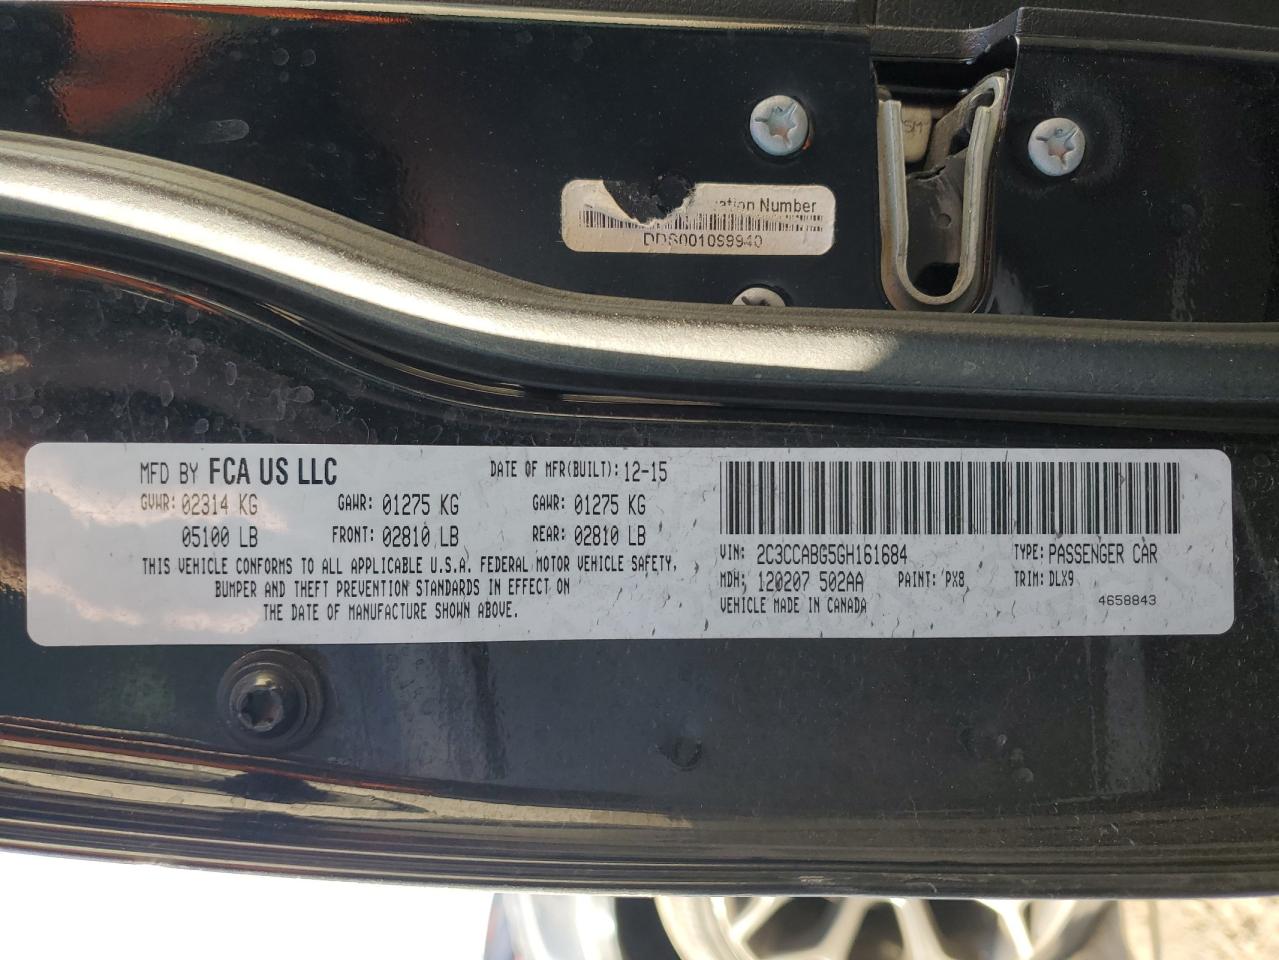 SM
Number
DDS001099940
MFD BY FCA US LLC
DATE OF MFR(BUILT): 12-15
GVWR: 02314 KG
GAWR: 01275 KG
GAWR: 01275 KG
05100 LB
FRONT: 02810 LB
REAR: 02810 LB
THIS VEHICLE CONFORMS TO ALL APPLICABLE U.S.A. FEDERAL MOTOR VEHICLE SAFETY,
BUMPER AND THEFT PREVENTION STANDARDS IN EFFECT ON
THE DATE OF MANUFACTURE SHOWN ABOVE.
VIN: 2C3CCABG5GH161684
TYPE: PASSENGER CAR
MDH: 120207 502AA
PAINT: PX8
TRIM: DLX9
VEHICLE MADE IN CANADA
4658843